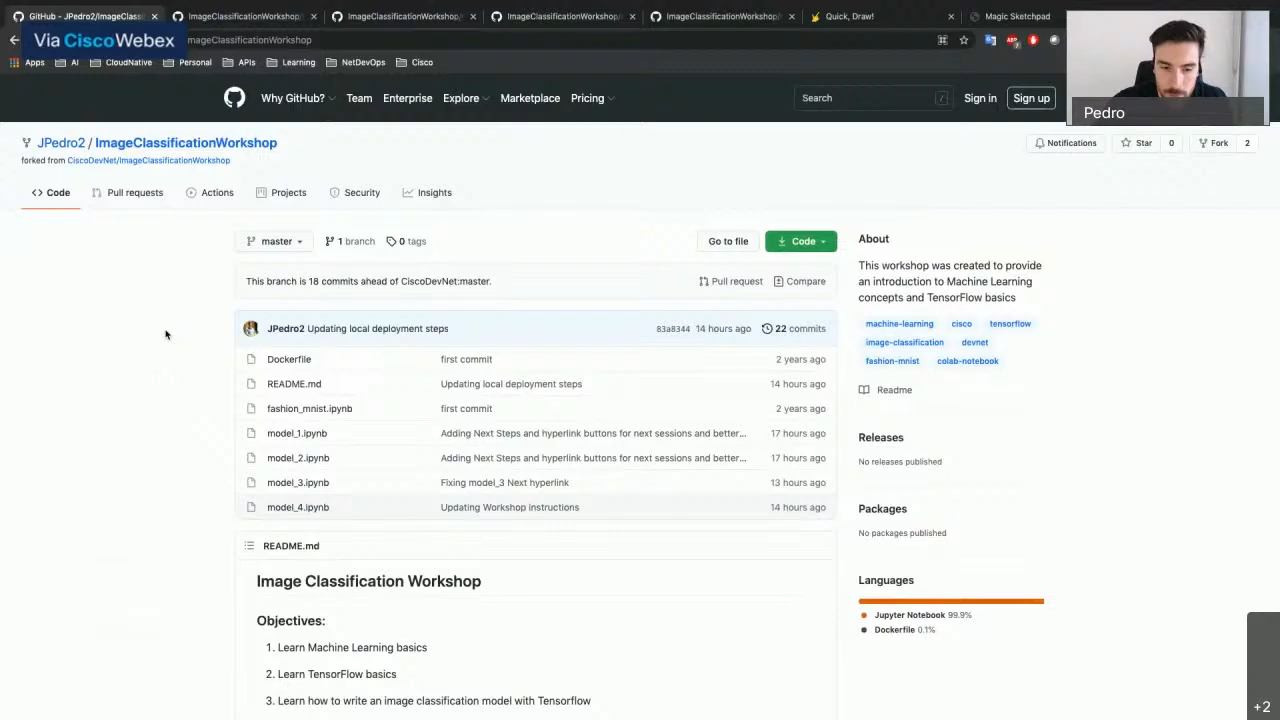 GitHub - JPedro2/ImageClass
ImageClassificationWorkshop/
ImageClassificationWorkshop/
ImageClassificationWorkshop/
ImageClassificationWorkshop/
Quick, Draw!
Magic Sketchpad
Via CiscoWebex
mageClassificationWorkshop
Apps
AI
CloudNative
Personal
APIs
Learning
NetDevOps
Cisco
Why GitHub?
Team
Enterprise
Explore
Marketplace
Pricing
Search
/
Sign in
Sign up
Pedro
JPedro2 / ImageClassificationWorkshop
forked from CiscoDevNet/ImageClassificationWorkshop
Notifications
Star 0
Fork 2
<> Code
Pull requests
Actions
Projects
Security
Insights
master
1 branch
0 tags
Go to file
Code
This branch is 18 commits ahead of CiscoDevNet:master.
Pull request
Compare
JPedro2 Updating local deployment steps 83a8344 14 hours ago 22 commits
Dockerfile first commit 2 years ago
README.md Updating local deployment steps 14 hours ago
fashion_mnist.ipynb first commit 2 years ago
model_1.ipynb Adding Next Steps and hyperlink buttons for next sessions and better... 17 hours ago
model_2.ipynb Adding Next Steps and hyperlink buttons for next sessions and better... 17 hours ago
model_3.ipynb Fixing model_3 Next hyperlink 13 hours ago
model_4.ipynb Updating Workshop instructions 14 hours ago
README.md
Image Classification Workshop
Objectives:
1. Learn Machine Learning basics
2. Learn TensorFlow basics
3. Learn how to write an image classification model with Tensorflow
About
This workshop was created to provide
an introduction to Machine Learning
concepts and TensorFlow basics
machine-learning cisco tensorflow
image-classification devnet
fashion-mnist colab-notebook
Readme
Releases
No releases published
Packages
No packages published
Languages
Jupyter Notebook 99.9%
Dockerfile 0.1%
+2